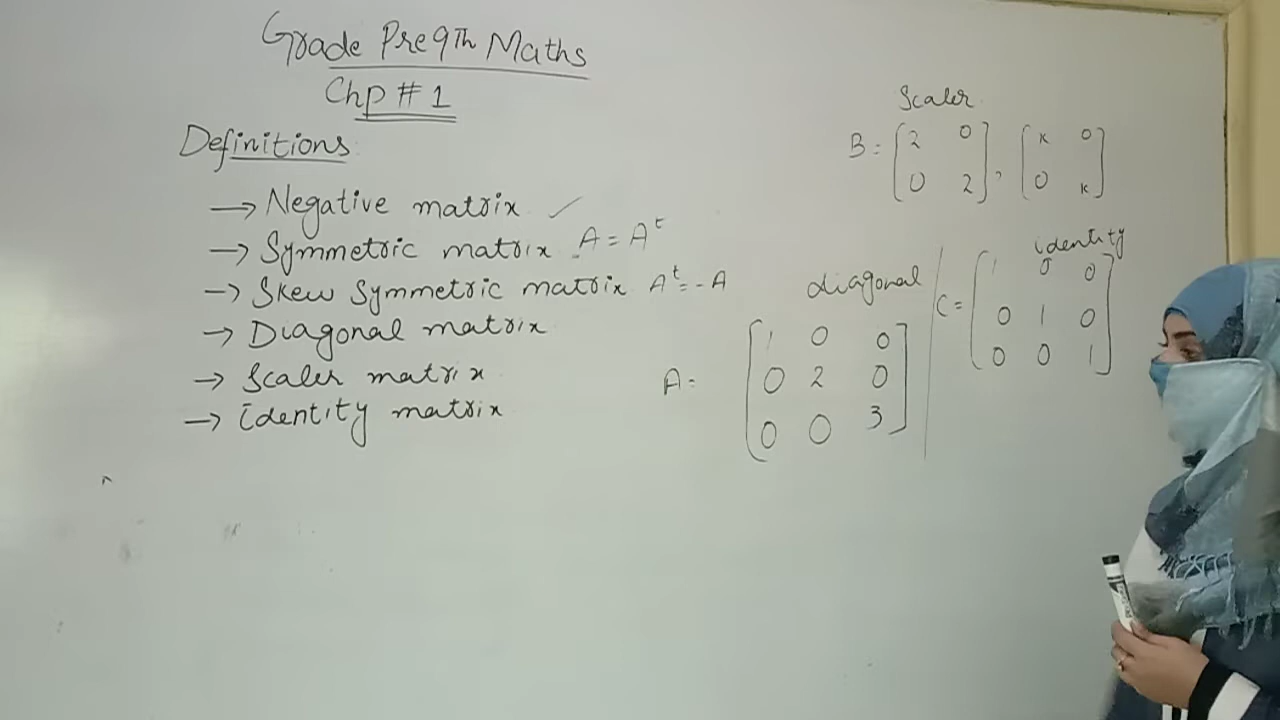 Grade Pre 9Th Maths
Chp # 1
Definitions
→ Negative matrix ✓
→ Symmetric matrix A = Aᵗ
→ Skew Symmetric matrix Aᵗ = - A
→ Diagonal matrix
→ Scaler matrix
→ identity matrix
Scaler
B = [2 0
0 2], [k 0
0 k]
diagonal
A = [1 0 0
0 2 0
0 0 3]
identity
C = [1 0 0
0 1 0
0 0 1]